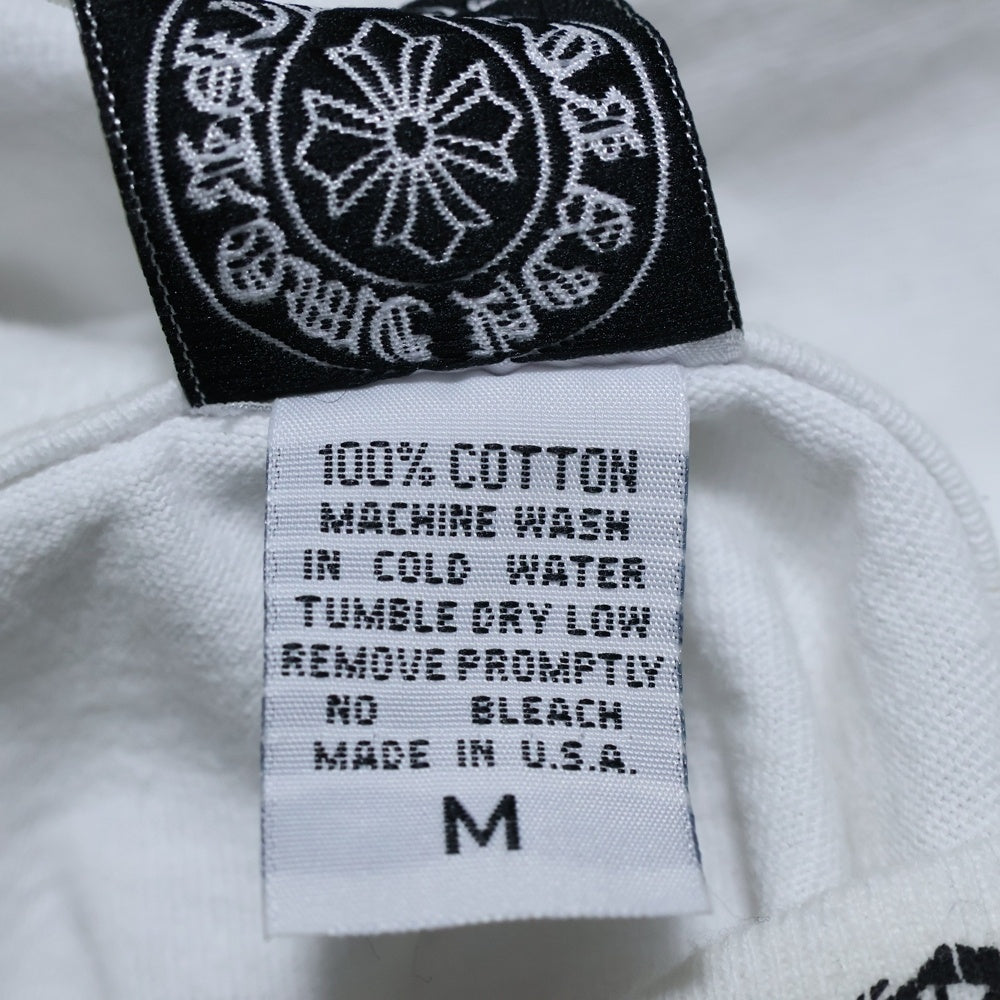 100% COTTON
MACHINE WASH
IN COLD WATER
TUMBLE DRY LOW
REMOVE PROMPTLY
NO BLEACH
MADE IN U.S.A.
M